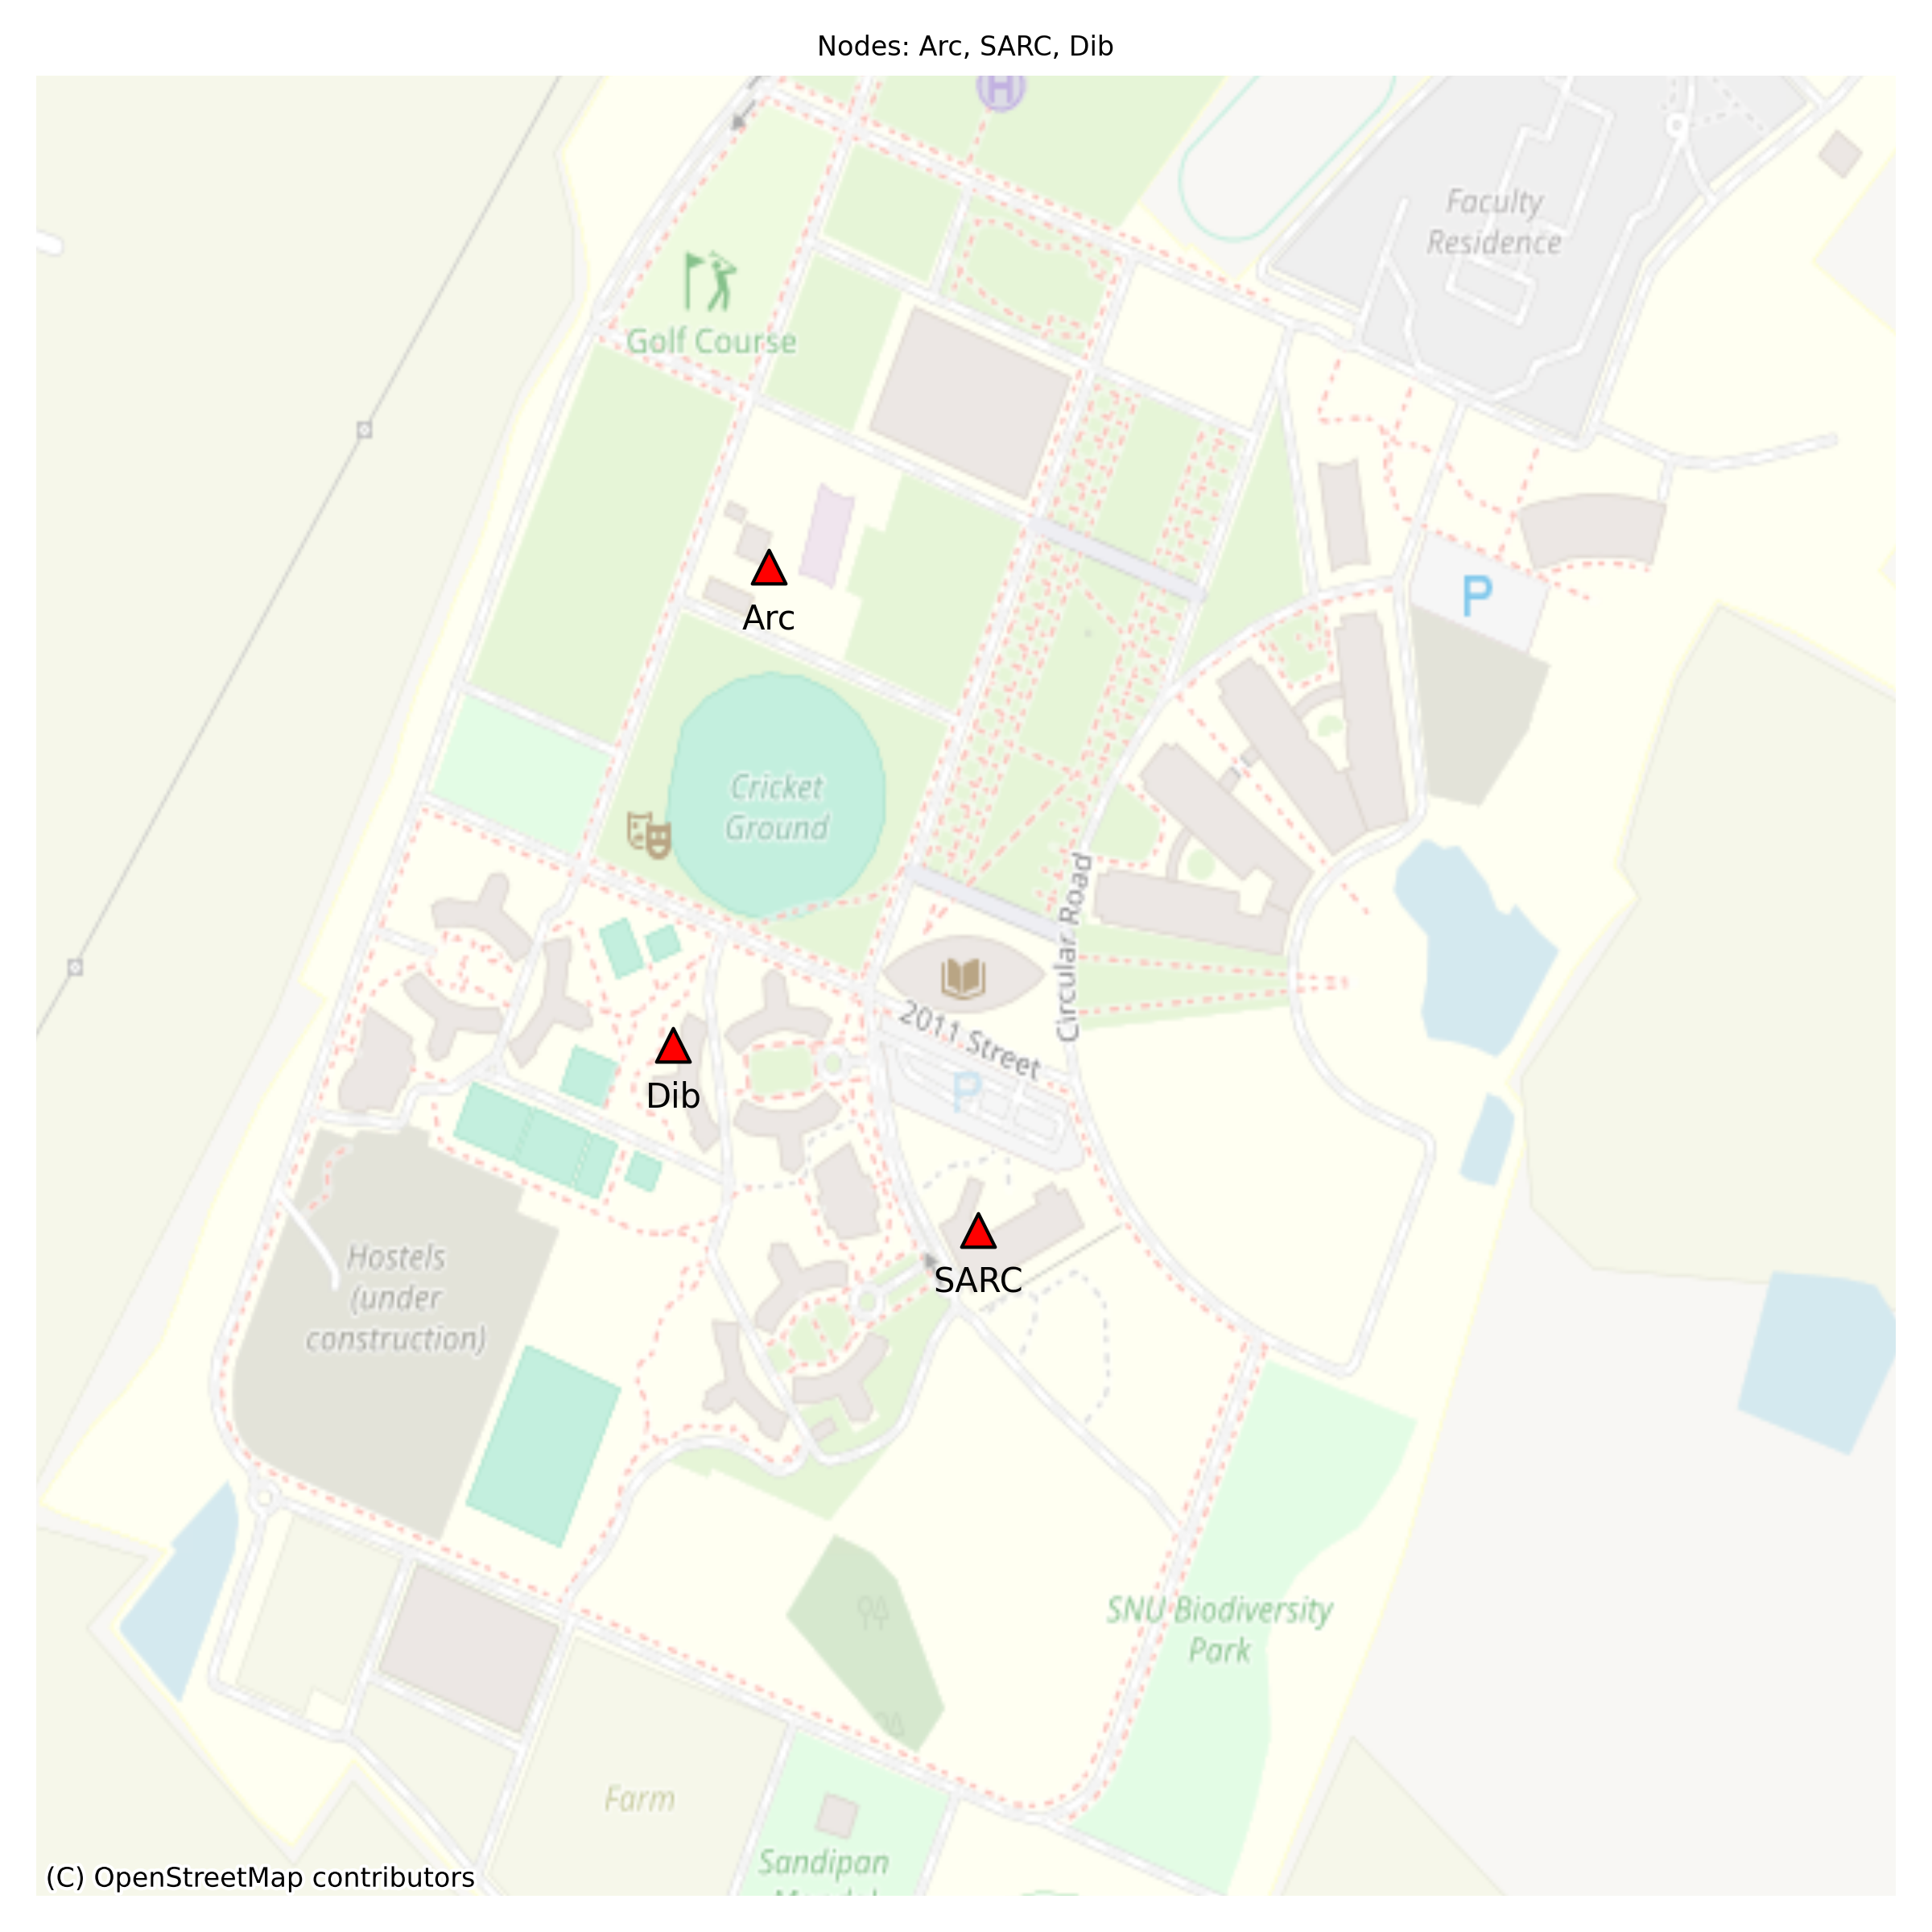 Nodes: Arc, SARC, Dib
H
Faculty
Residence
Golf Course
P
Arc
Cricket
Ground
Circular Road
2011 Street
P
Dib
SARC
Hostels
(under
construction)
SNU Biodiversity
Park
Farm
Sandipan
(C) OpenStreetMap contributors